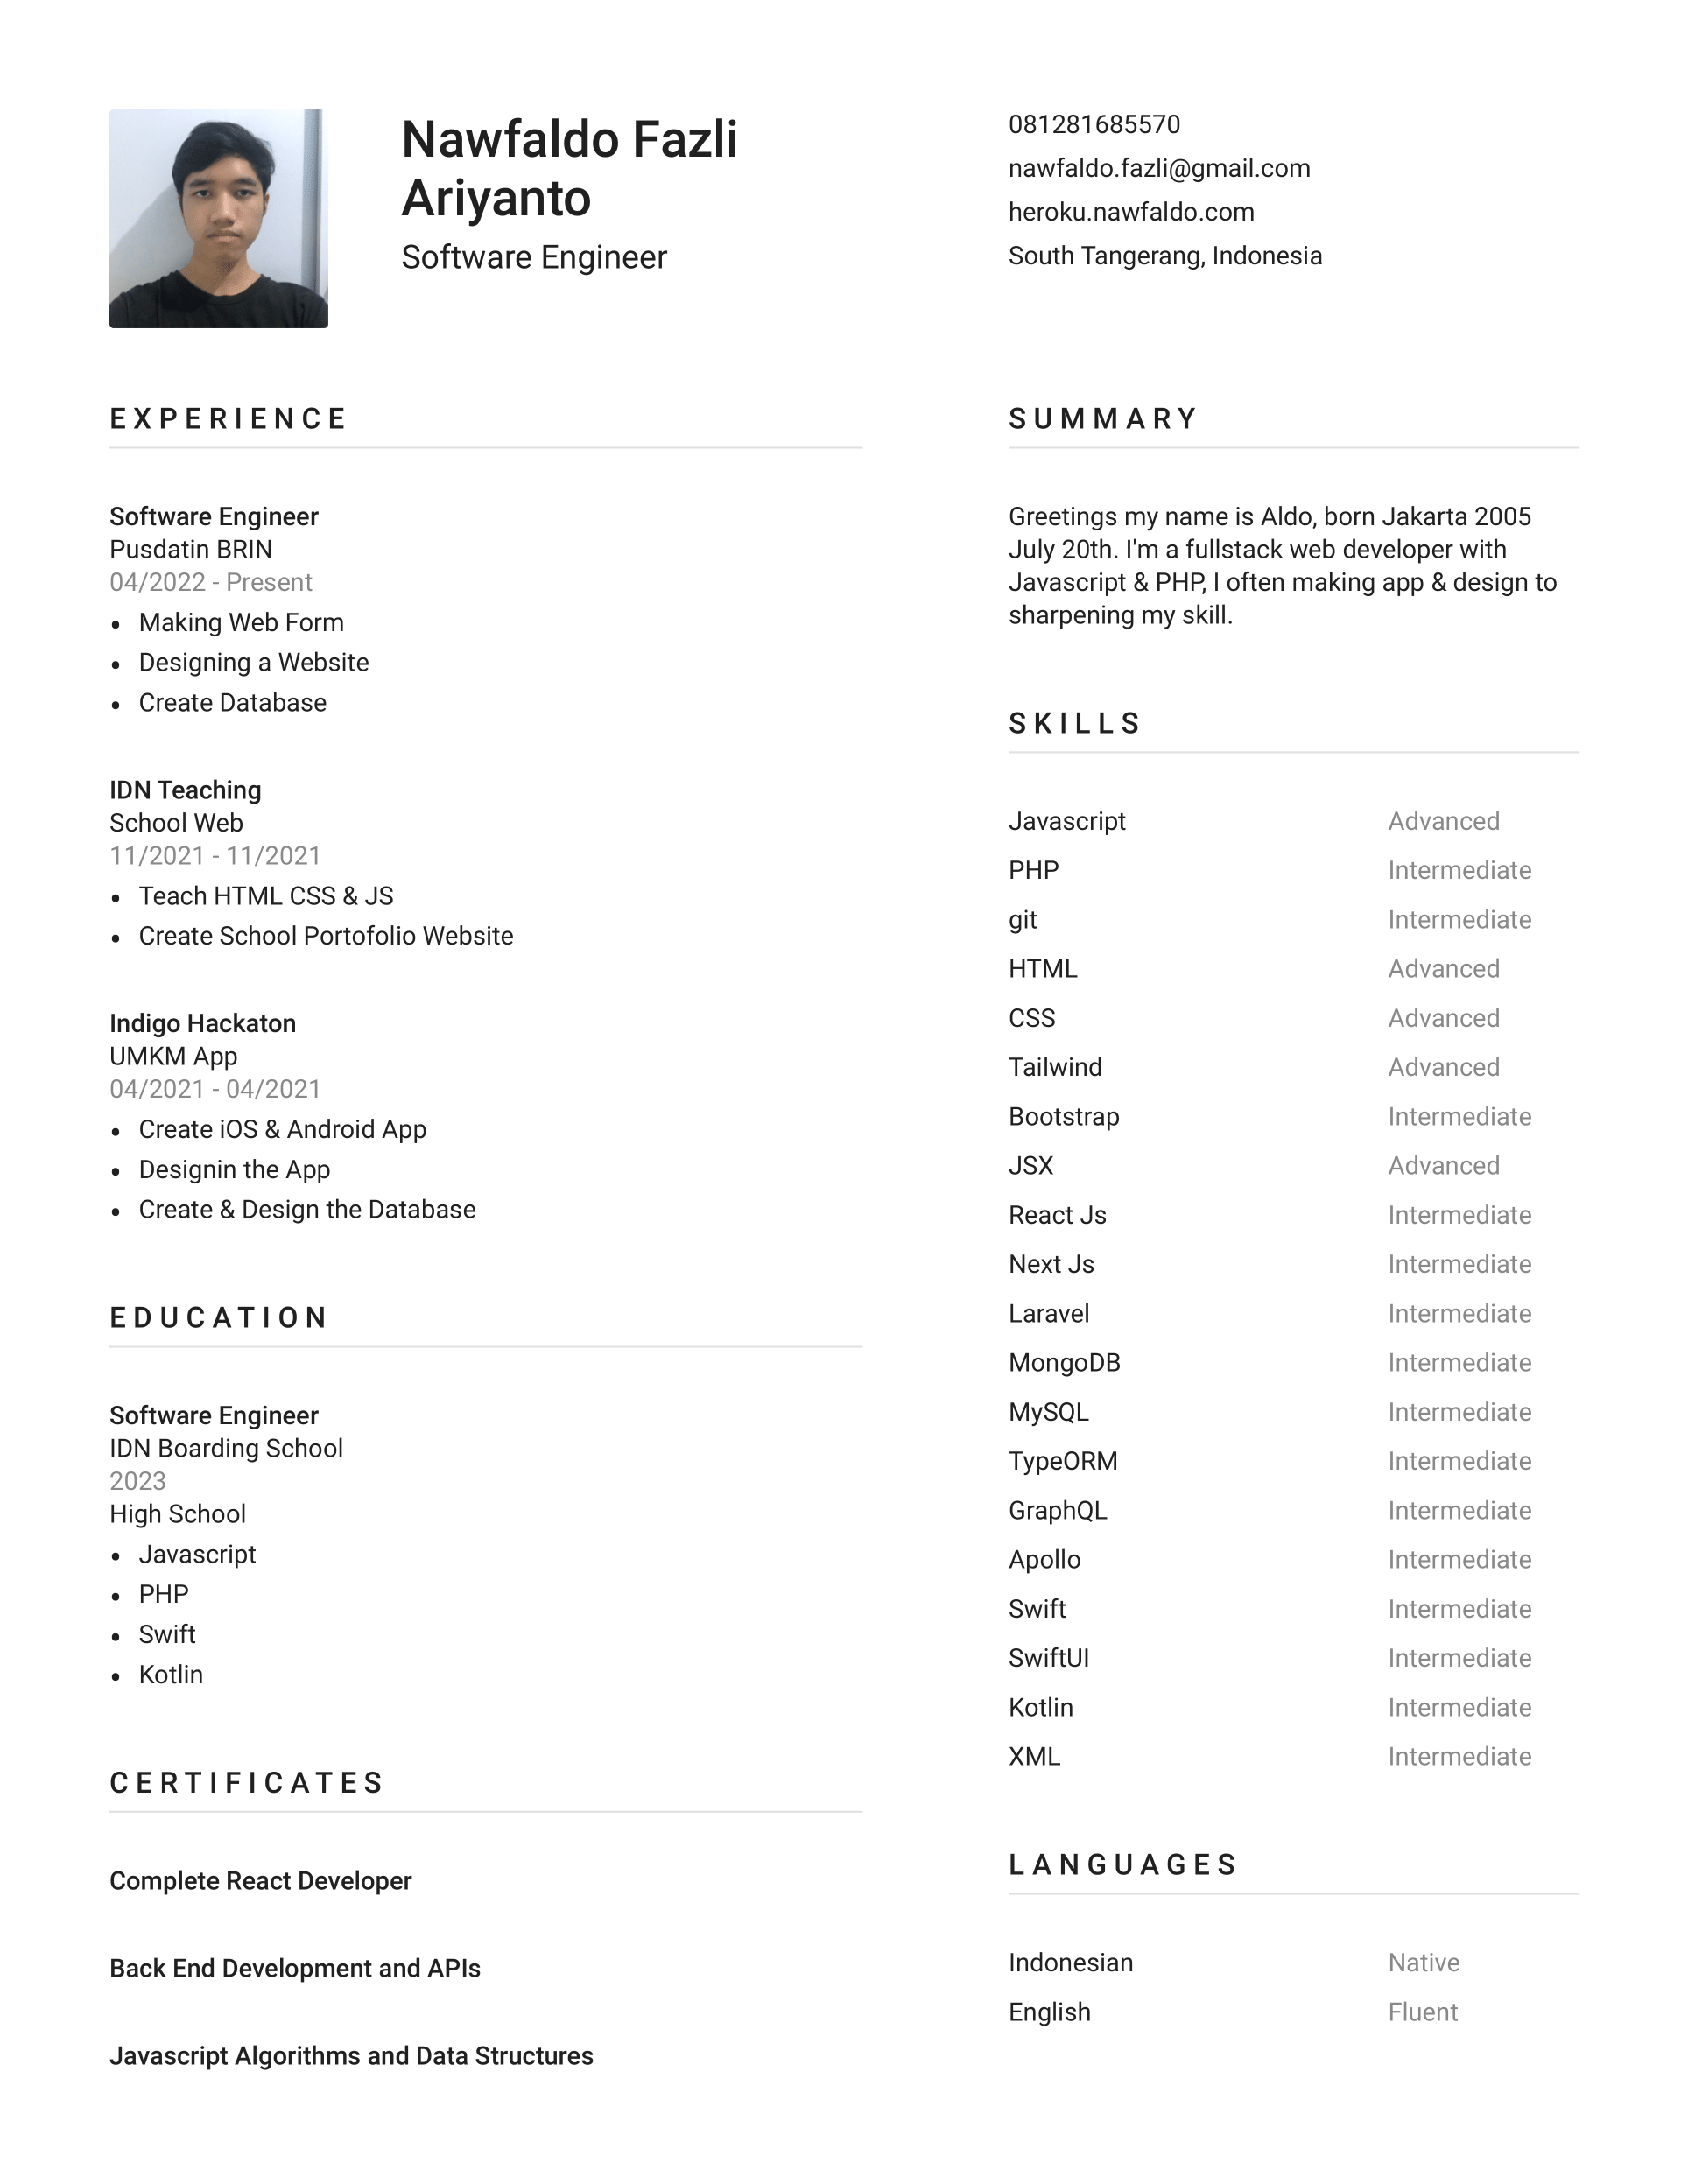 Nawfaldo Fazli
Ariyanto
Software Engineer
081281685570
nawfaldo.fazli@gmail.com
heroku.nawfaldo.com
South Tangerang, Indonesia
EXPERIENCE
Software Engineer
Pusdatin BRIN
04/2022 - Present
• Making Web Form
• Designing a Website
• Create Database
IDN Teaching
School Web
11/2021 - 11/2021
• Teach HTML CSS & JS
• Create School Portofolio Website
Indigo Hackaton
UMKM App
04/2021 - 04/2021
• Create iOS & Android App
• Designin the App
• Create & Design the Database
EDUCATION
Software Engineer
IDN Boarding School
2023
High School
• Javascript
• PHP
• Swift
• Kotlin
CERTIFICATES
Complete React Developer
Back End Development and APIs
Javascript Algorithms and Data Structures
SUMMARY
Greetings my name is Aldo, born Jakarta 2005
July 20th. I'm a fullstack web developer with
Javascript & PHP, I often making app & design to
sharpening my skill.
SKILLS
Javascript Advanced
PHP Intermediate
git Intermediate
HTML Advanced
CSS Advanced
Tailwind Advanced
Bootstrap Intermediate
JSX Advanced
React Js Intermediate
Next Js Intermediate
Laravel Intermediate
MongoDB Intermediate
MySQL Intermediate
TypeORM Intermediate
GraphQL Intermediate
Apollo Intermediate
Swift Intermediate
SwiftUI Intermediate
Kotlin Intermediate
XML Intermediate
LANGUAGES
Indonesian Native
English Fluent